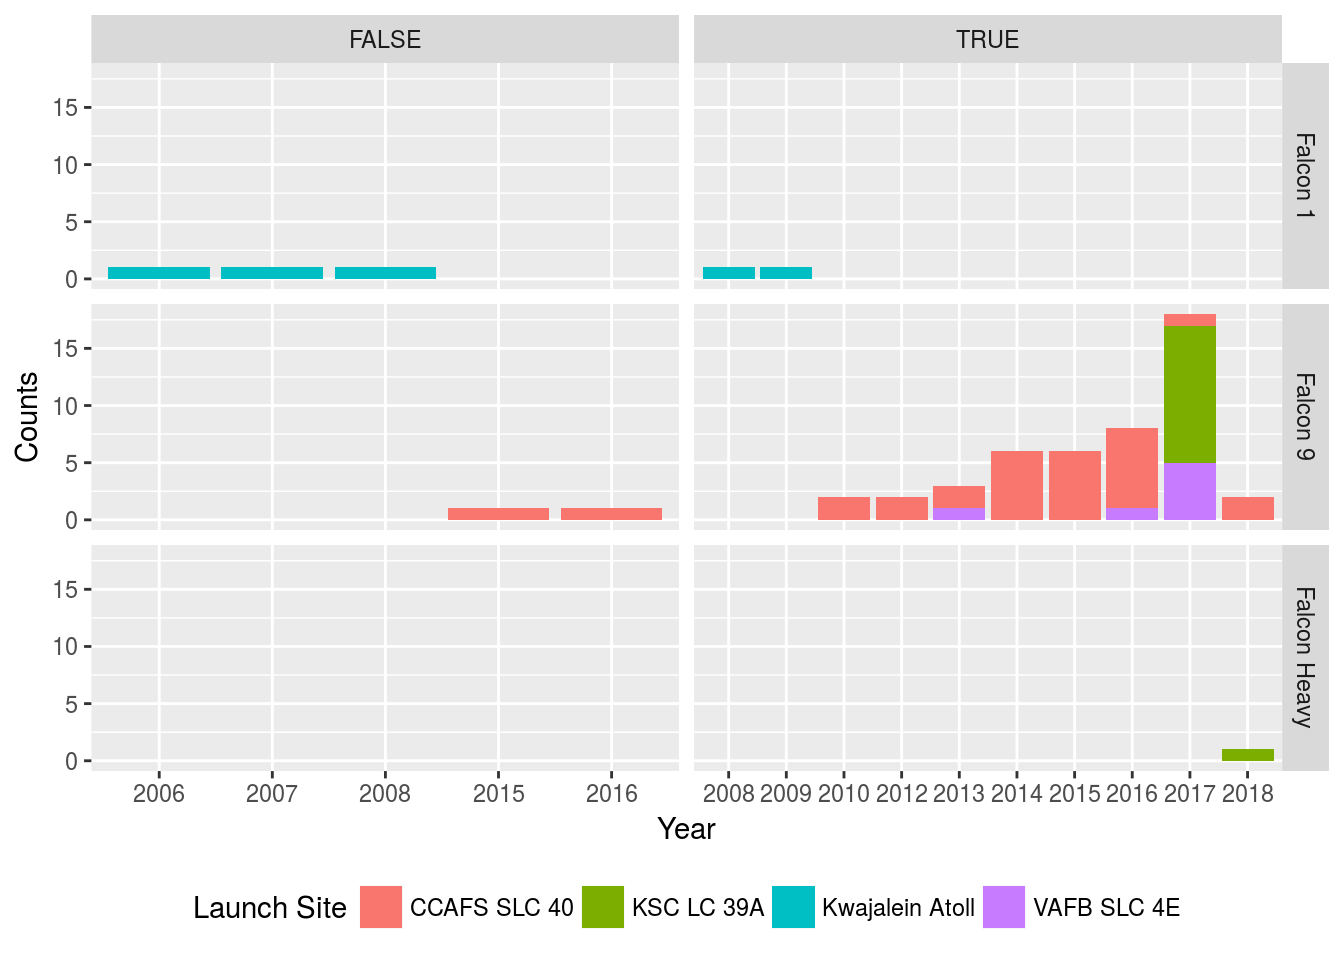 FALSE
TRUE
15
10
5
0
Falcon 1
Counts
15
10
5
0
Falcon 9
15
10
5
0
Falcon Heavy
2006 2007 2008 2015 2016
2008 2009 2010 2012 2013 2014 2015 2016 2017 2018
Year
Launch Site CCAFS SLC 40 KSC LC 39A Kwajalein Atoll VAFB SLC 4E